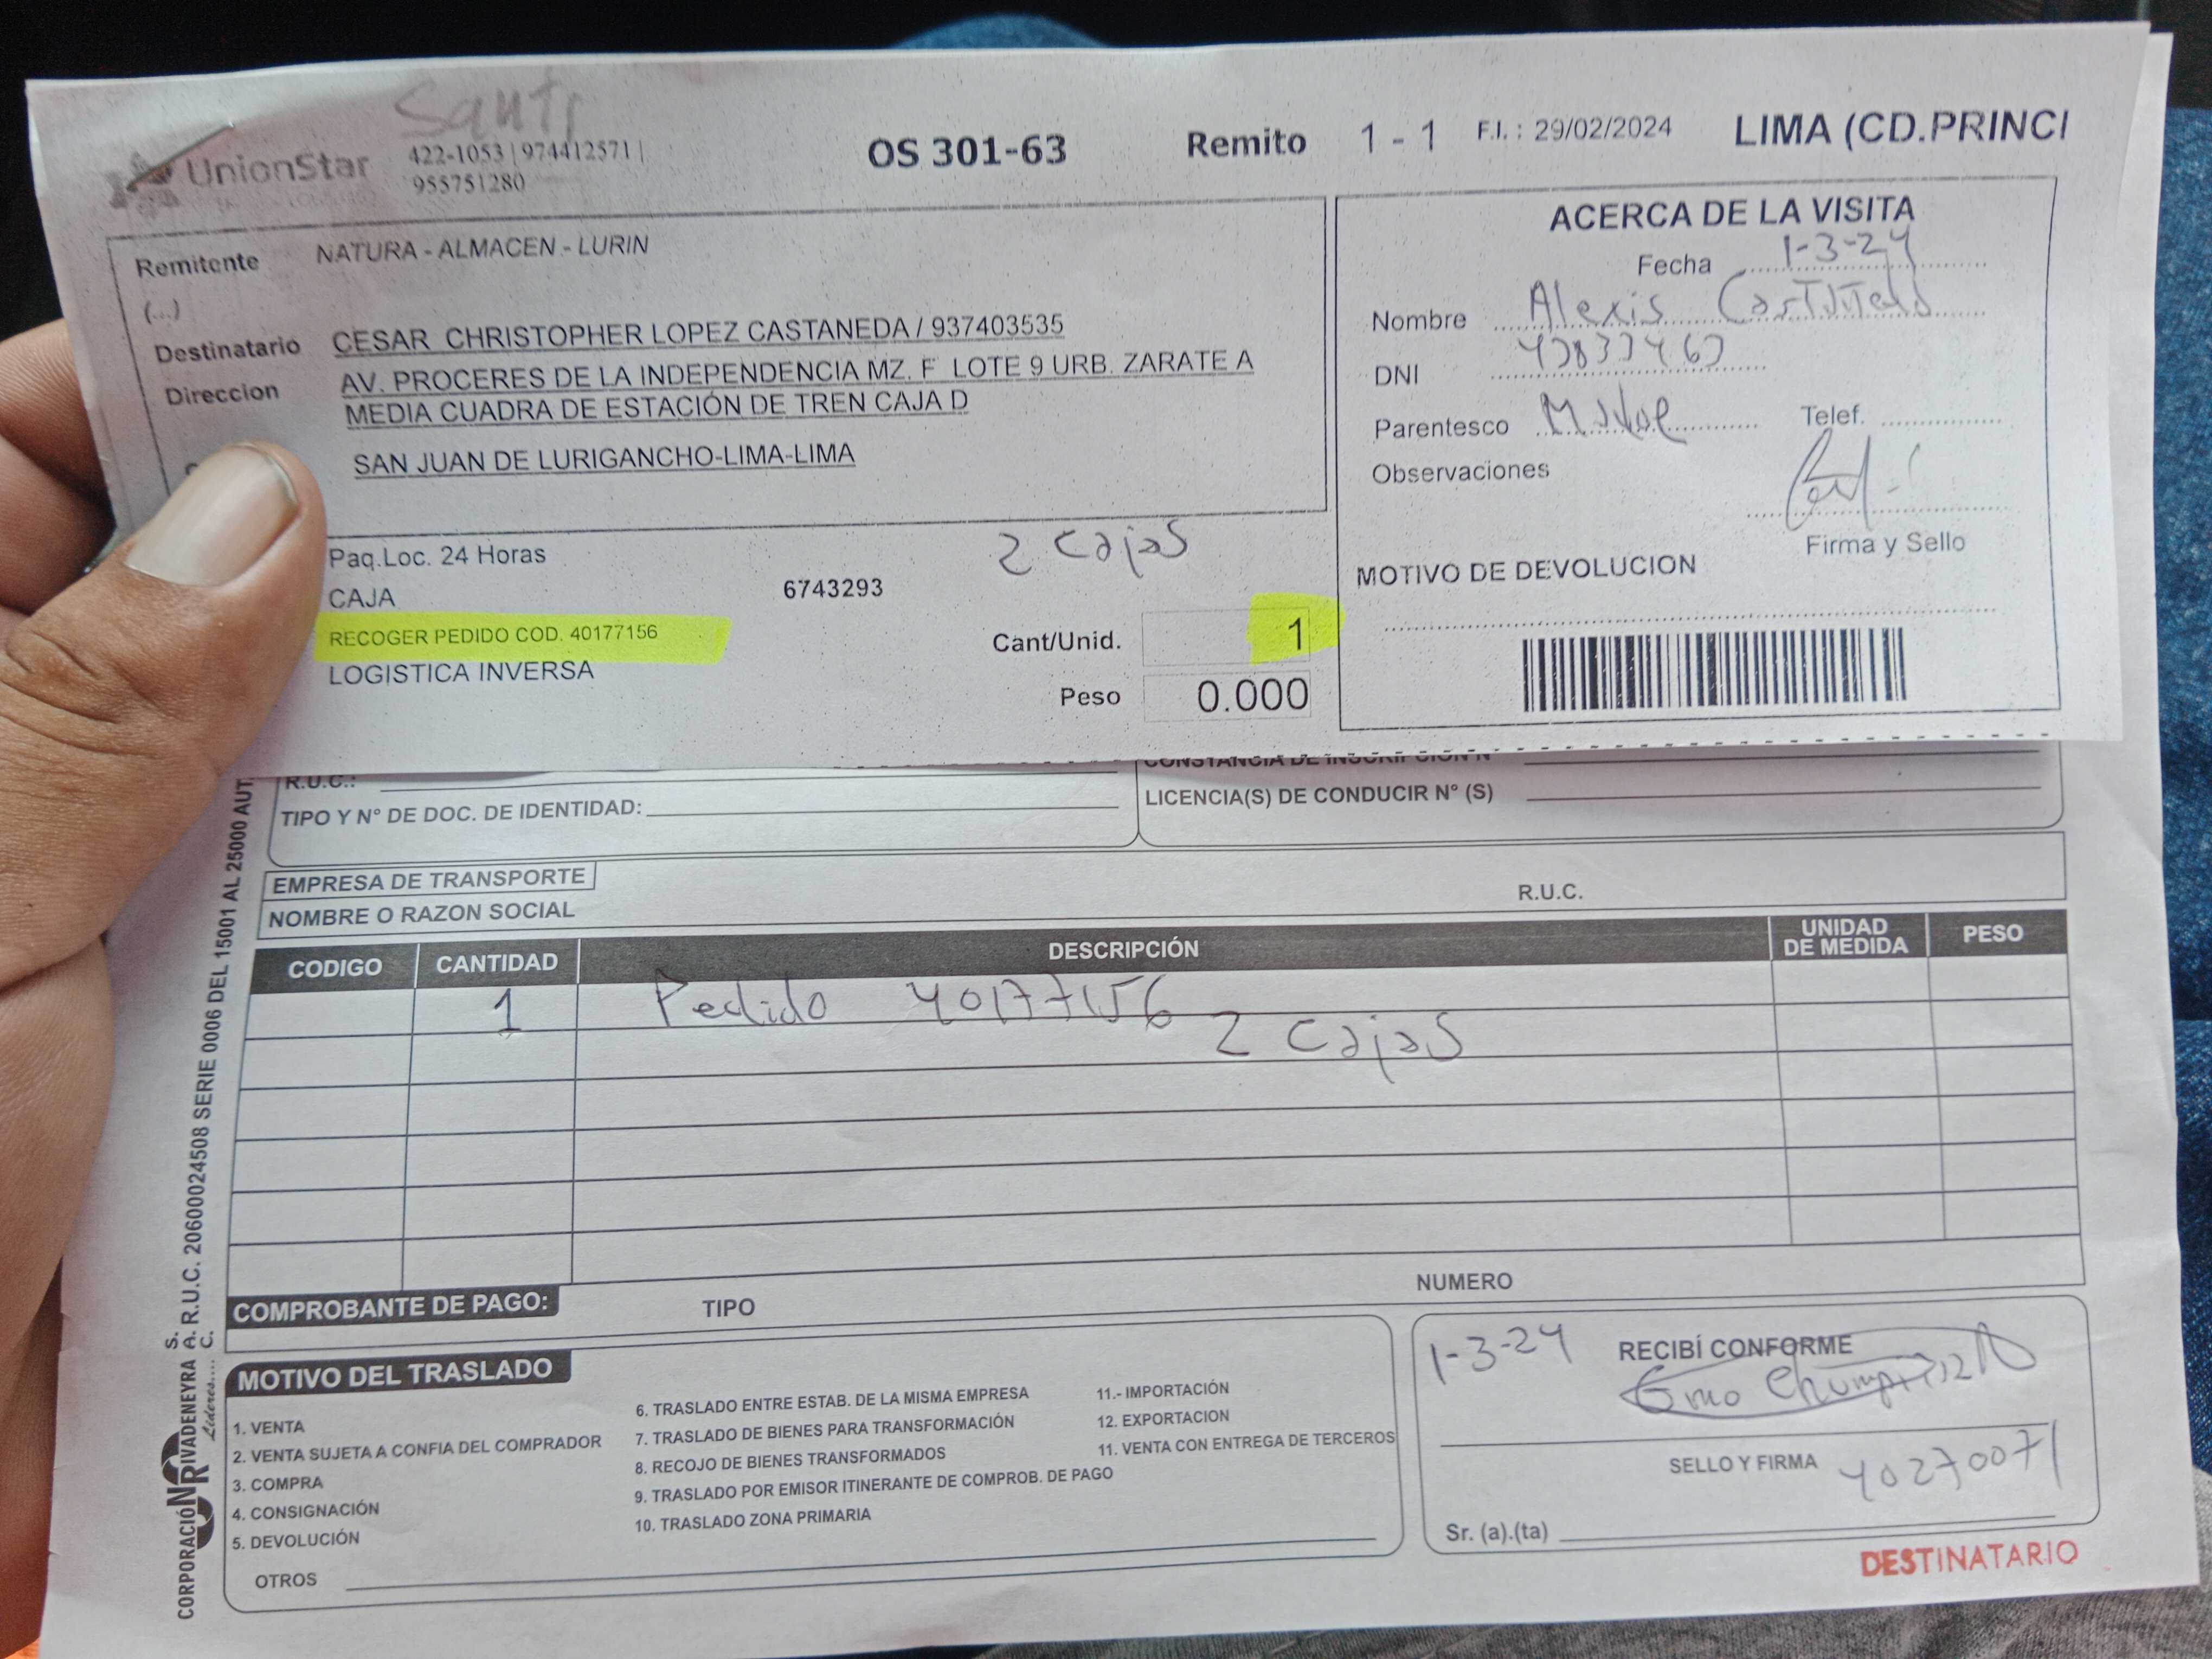 Santi
UnionStar
422-1053 | 974412571 |
955751280
OS 301-63
Remito 1 - 1
F.I. : 29/02/2024
LIMA (CD.PRINCI
Remitente NATURA - ALMACEN - LURIN
(...)
Destinatario CESAR CHRISTOPHER LOPEZ CASTANEDA / 937403535
Direccion AV. PROCERES DE LA INDEPENDENCIA MZ. F LOTE 9 URB. ZARATE A
MEDIA CUADRA DE ESTACIÓN DE TREN CAJA D
SAN JUAN DE LURIGANCHO-LIMA-LIMA
Paq.Loc. 24 Horas
2 cajas
CAJA 6743293
RECOGER PEDIDO COD. 40177156
Cant/Unid. 1
LOGISTICA INVERSA
Peso 0.000
ACERCA DE LA VISITA
Fecha 1-3-24
Nombre Alexis
DNI
Parentesco
Telef.
Observaciones
Firma y Sello
MOTIVO DE DEVOLUCION
R.U.C.:
CONSTANCIA DE INSCRIPCION N°
TIPO Y N° DE DOC. DE IDENTIDAD:
LICENCIA(S) DE CONDUCIR N° (S)
EMPRESA DE TRANSPORTE
NOMBRE O RAZON SOCIAL
R.U.C.
CODIGO CANTIDAD DESCRIPCIÓN UNIDAD DE MEDIDA PESO
1 Pedido 40177156
2 cajas
COMPROBANTE DE PAGO: TIPO NUMERO
MOTIVO DEL TRASLADO
1. VENTA
2. VENTA SUJETA A CONFIA DEL COMPRADOR
3. COMPRA
4. CONSIGNACIÓN
5. DEVOLUCIÓN
6. TRASLADO ENTRE ESTAB. DE LA MISMA EMPRESA
7. TRASLADO DE BIENES PARA TRANSFORMACIÓN
8. RECOJO DE BIENES TRANSFORMADOS
9. TRASLADO POR EMISOR ITINERANTE DE COMPROB. DE PAGO
10. TRASLADO ZONA PRIMARIA
11.- IMPORTACIÓN
12. EXPORTACION
11. VENTA CON ENTREGA DE TERCEROS
OTROS
1-3-24 RECIBÍ CONFORME
SELLO Y FIRMA 40270071
Sr. (a).(ta)
DESTINATARIO
CORPORACIÓN RIVADENEYRA S.A.C. Líderes... R.U.C. 20600024508 SERIE 0006 DEL 15001 AL 25000 AUT.